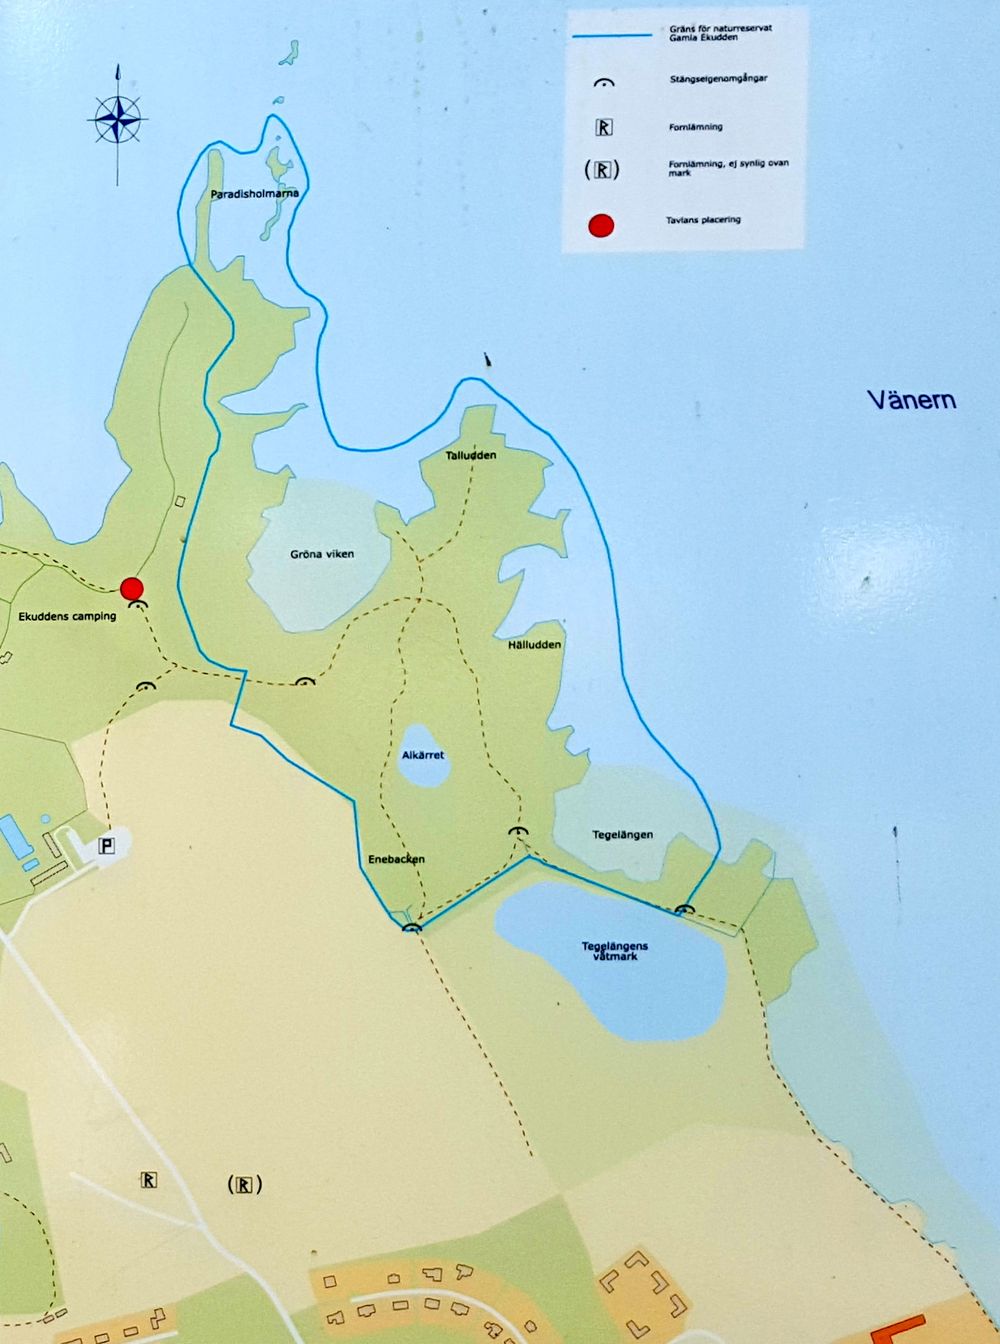 Gräns för naturreservat
Gamla Ekudden
Stängselgenomgångar
R
Fornlämning
(R)
Fornlämning, ej synlig ovan
mark
Tavlans placering
Paradisholmarna
Vänern
Talludden
Gröna viken
Ekuddens camping
Hälludden
Alkärret
Tegelängen
P
Enebacken
Tegelängens
våtmark
R
(R)